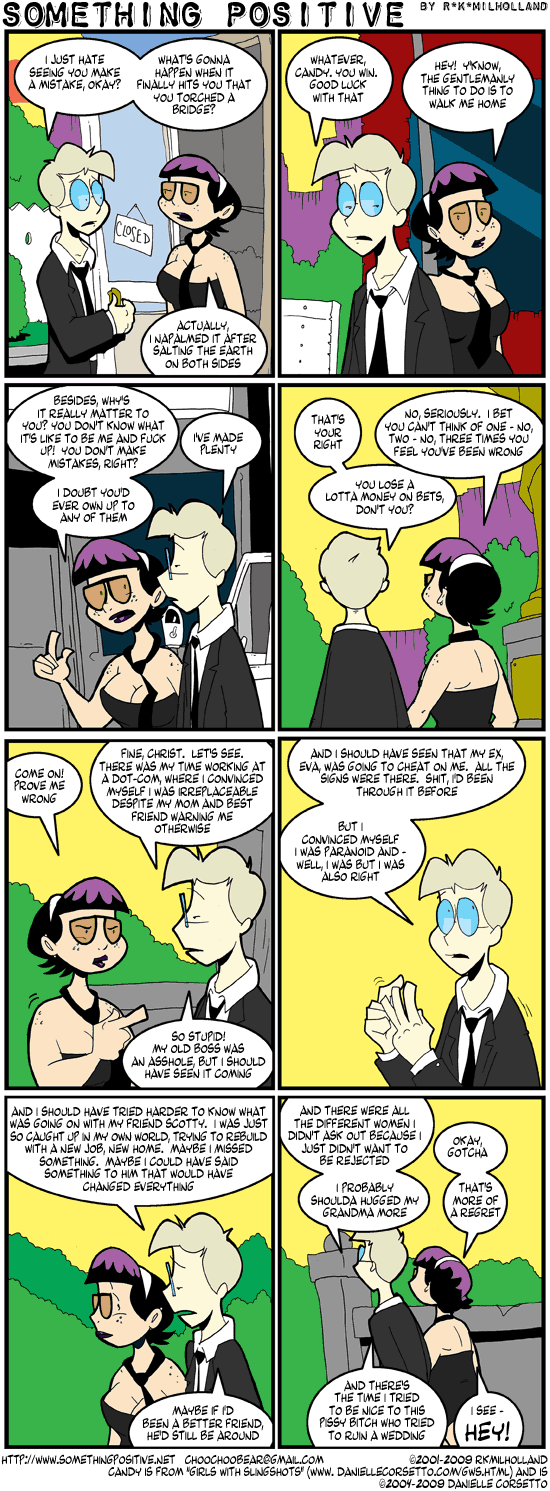 SOMETHING POSITIVE
BY R*K*MILHOLLAND
I JUST HATE
SEEING YOU MAKE
A MISTAKE, OKAY?
WHAT'S GONNA
HAPPEN WHEN IT
FINALLY HITS YOU THAT
YOU TORCHED A
BRIDGE?
CLOSED
ACTUALLY,
I NAPALMED IT AFTER
SALTING THE EARTH
ON BOTH SIDES
WHATEVER,
CANDY. YOU WIN.
GOOD LUCK
WITH THAT
HEY! Y'KNOW,
THE GENTLEMANLY
THING TO DO IS TO
WALK ME HOME
BESIDES, WHY'S
IT REALLY MATTER TO
YOU? YOU DON'T KNOW WHAT
IT'S LIKE TO BE ME AND FUCK
UP! YOU DON'T MAKE
MISTAKES, RIGHT?
I'VE MADE
PLENTY
I DOUBT YOU'D
EVER OWN UP TO
ANY OF THEM
THAT'S
YOUR
RIGHT
NO, SERIOUSLY. I BET
YOU CAN'T THINK OF ONE - NO,
TWO - NO, THREE TIMES YOU
FEEL YOU'VE BEEN WRONG
YOU LOSE A
LOTTA MONEY ON BETS,
DON'T YOU?
COME ON!
PROVE ME
WRONG
FINE, CHRIST. LET'S SEE.
THERE WAS MY TIME WORKING AT
A DOT-COM, WHERE I CONVINCED
MYSELF I WAS IRREPLACEABLE
DESPITE MY MOM AND BEST
FRIEND WARNING ME
OTHERWISE
SO STUPID!
MY OLD BOSS WAS
AN ASSHOLE, BUT I SHOULD
HAVE SEEN IT COMING
AND I SHOULD HAVE SEEN THAT MY EX,
EVA, WAS GOING TO CHEAT ON ME. ALL THE
SIGNS WERE THERE. SHIT, I'D BEEN
THROUGH IT BEFORE
BUT I
CONVINCED MYSELF
I WAS PARANOID AND -
WELL, I WAS BUT I WAS
ALSO RIGHT
AND I SHOULD HAVE TRIED HARDER TO KNOW WHAT
WAS GOING ON WITH MY FRIEND SCOTTY. I WAS JUST
SO CAUGHT UP IN MY OWN WORLD, TRYING TO REBUILD
WITH A NEW JOB, NEW HOME. MAYBE I MISSED
SOMETHING. MAYBE I COULD HAVE SAID
SOMETHING TO HIM THAT WOULD HAVE
CHANGED EVERYTHING
MAYBE IF I'D
BEEN A BETTER FRIEND,
HE'D STILL BE AROUND
AND THERE WERE ALL
THE DIFFERENT WOMEN I
DIDN'T ASK OUT BECAUSE I
JUST DIDN'T WANT TO
BE REJECTED
OKAY,
GOTCHA
I PROBABLY
SHOULDA HUGGED MY
GRANDMA MORE
THAT'S
MORE OF
A REGRET
AND THERE'S
THE TIME I TRIED
TO BE NICE TO THIS
PISSY BITCH WHO TRIED
TO RUIN A WEDDING
I SEE -
HEY!
HTTP://WWW.SOMETHINGPOSITIVE.NET CHOOCHOOBEAR@GMAIL.COM
©2001-2009 RKMILHOLLAND
CANDY IS FROM "GIRLS WITH SLINGSHOTS" (WWW. DANIELLECORSETTO.COM/GWS.HTML) AND IS
©2004-2009 DANIELLE CORSETTO